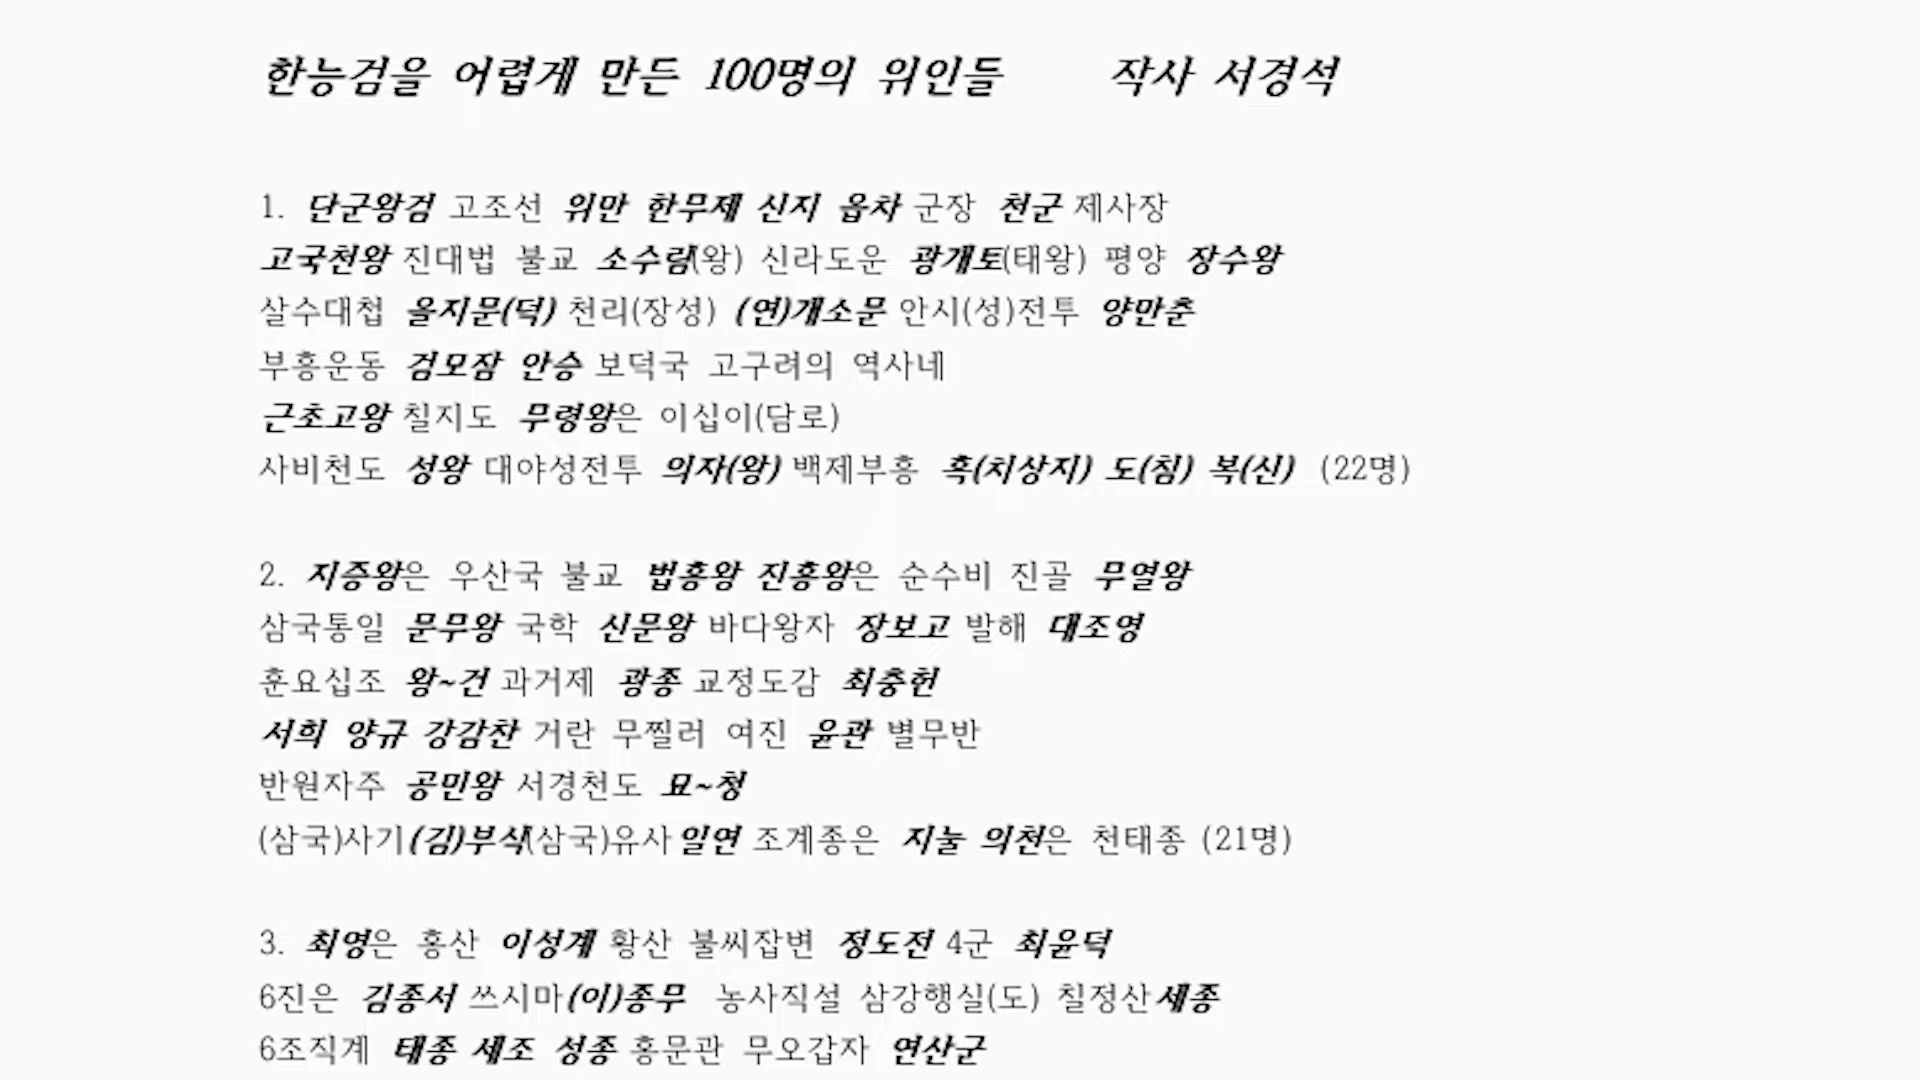 한능검을 어렵게 만든 100명의 위인들 작사 서경석
1. 단군왕검 고조선 위만 한무제 신지 읍차 군장 천군 제사장
고국천왕 진대법 불교 소수림(왕) 신라도운 광개토(태왕) 평양 장수왕
살수대첩 을지문(덕) 천리(장성) (연)개소문 안시(성)전투 양만춘
부흥운동 검모잠 안승 보덕국 고구려의 역사네
근초고왕 칠지도 무령왕은 이십이(담로)
사비천도 성왕 대야성전투 의자(왕) 백제부흥 흑(치상지) 도(침) 복(신) (22명)
2. 지증왕은 우산국 불교 법흥왕 진흥왕은 순수비 진골 무열왕
삼국통일 문무왕 국학 신문왕 바다왕자 장보고 발해 대조영
훈요십조 왕~건 과거제 광종 교정도감 최충헌
서희 양규 강감찬 거란 무찔러 여진 윤관 별무반
반원자주 공민왕 서경천도 묘~청
(삼국)사기(김)부식(삼국)유사 일연 조계종은 지눌 의천은 천태종 (21명)
3. 최영은 홍산 이성계 황산 불씨잡변 정도전 4군 최윤덕
6진은 김종서 쓰시마(이)종무 농사직설 삼강행실(도) 칠정산세종
6조직계 태종 세조 성종 홍문관 무오갑자 연산군